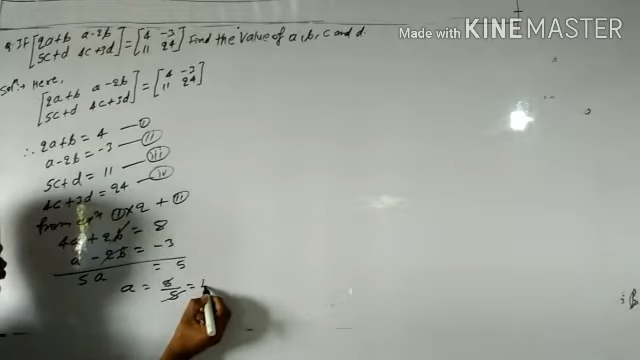 Made with KINEMASTER
Q. If [2a+b a-2b] = [4 -3] Find the value of a, b, c and d.
[5c+d 4c+3d] [11 24]
Solⁿ:- Here,
[2a+b a-2b] = [4 -3]
[5c+d 4c+3d] [11 24]
∴ 2a+b = 4 — (i)
a-2b = -3 — (ii)
5c+d = 11 — (iii)
4c+3d = 24 — (iv)
from eqⁿ (i)×2 + (ii)
4a + 2b = 8
a - 2b = -3
5a = 5
a = 5/5 = 1